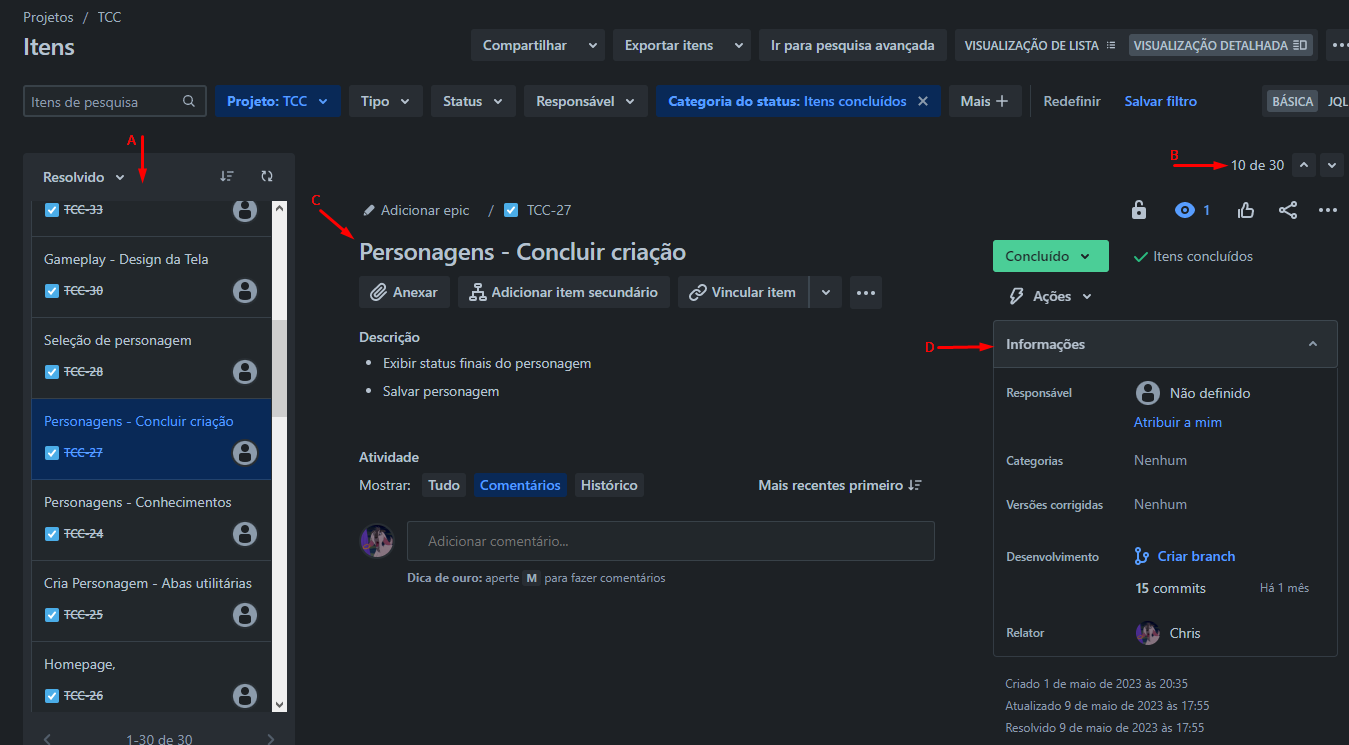 Projetos / TCC
Itens
Compartilhar Exportar itens Ir para pesquisa avançada VISUALIZAÇÃO DE LISTA VISUALIZAÇÃO DETALHADA
Itens de pesquisa Projeto: TCC Tipo Status Responsável Categoria do status: Itens concluídos Mais Redefinir Salvar filtro BÁSICA JQL
A
Resolvido
TCC-33
Gameplay - Design da Tela
TCC-30
Seleção de personagem
TCC-28
Personagens - Concluir criação
TCC-27
Personagens - Conhecimentos
TCC-24
Cria Personagem - Abas utilitárias
TCC-25
Homepage,
TCC-26
1-30 de 30
B
10 de 30
C
Adicionar epic / TCC-27
1
Personagens - Concluir criação
Anexar Adicionar item secundário Vincular item
Descrição
Exibir status finais do personagem
Salvar personagem
Atividade
Mostrar: Tudo Comentários Histórico Mais recentes primeiro
Adicionar comentário...
Dica de ouro: aperte M para fazer comentários
Concluído Itens concluídos
Ações
D
Informações
Responsável Não definido
Atribuir a mim
Categorias Nenhum
Versões corrigidas Nenhum
Desenvolvimento Criar branch
15 commits Há 1 mês
Relator Chris
Criado 1 de maio de 2023 às 20:35
Atualizado 9 de maio de 2023 às 17:55
Resolvido 9 de maio de 2023 às 17:55